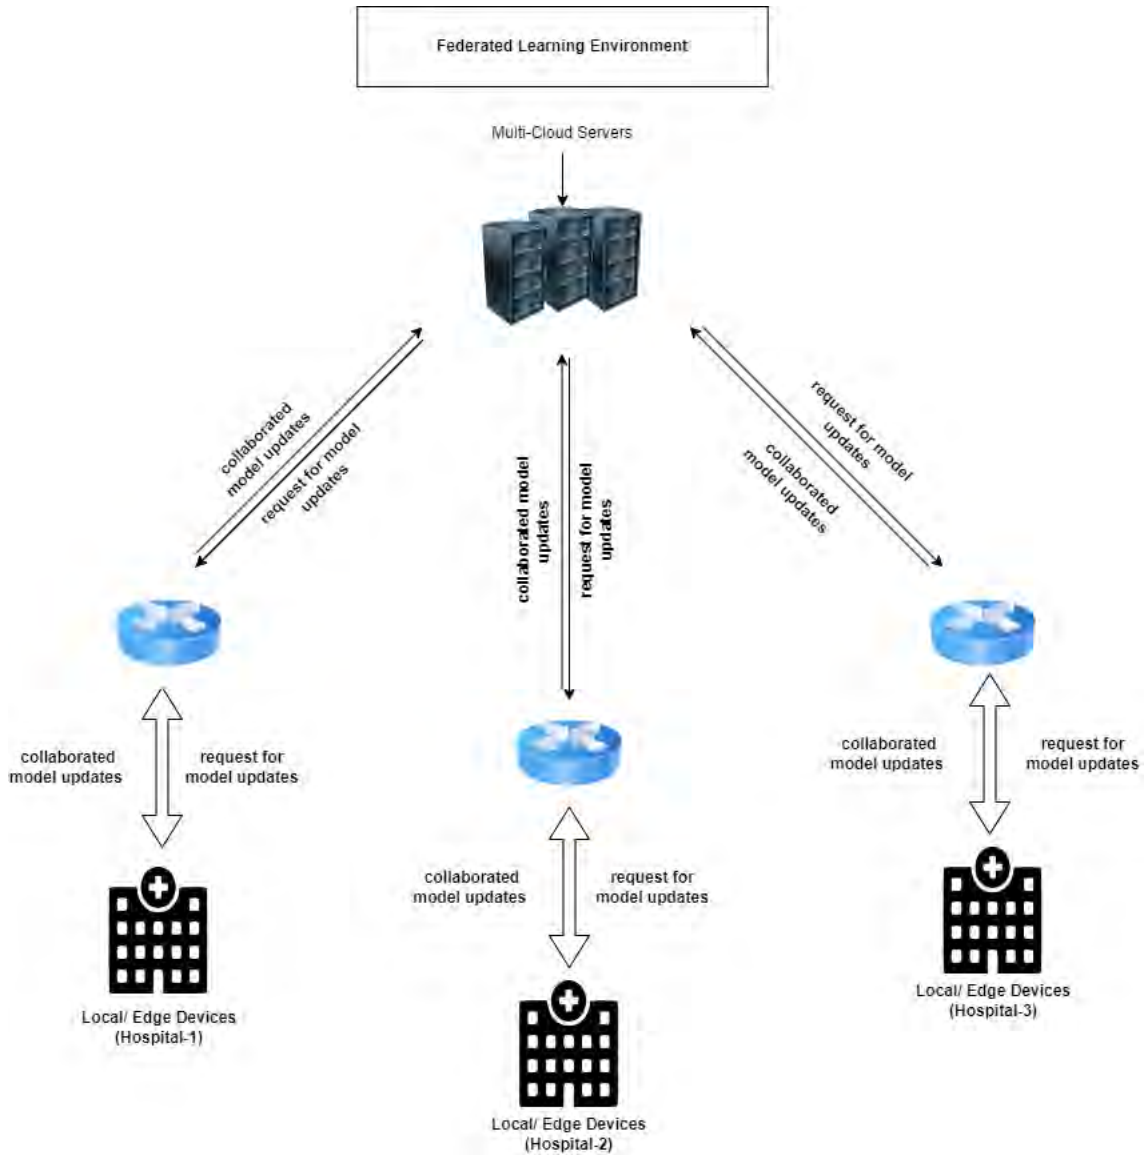 Federated Learning Environment
Multi-Cloud Servers
collaborated
model updates
request for model
updates
collaborated model
updates
request for model
updates
request for model
updates
collaborated
model updates
collaborated
model updates
request for
model updates
collaborated
model updates
request for
model updates
collaborated
model updates
request for
model updates
Local/ Edge Devices
(Hospital-1)
Local/ Edge Devices
(Hospital-2)
Local/ Edge Devices
(Hospital-3)